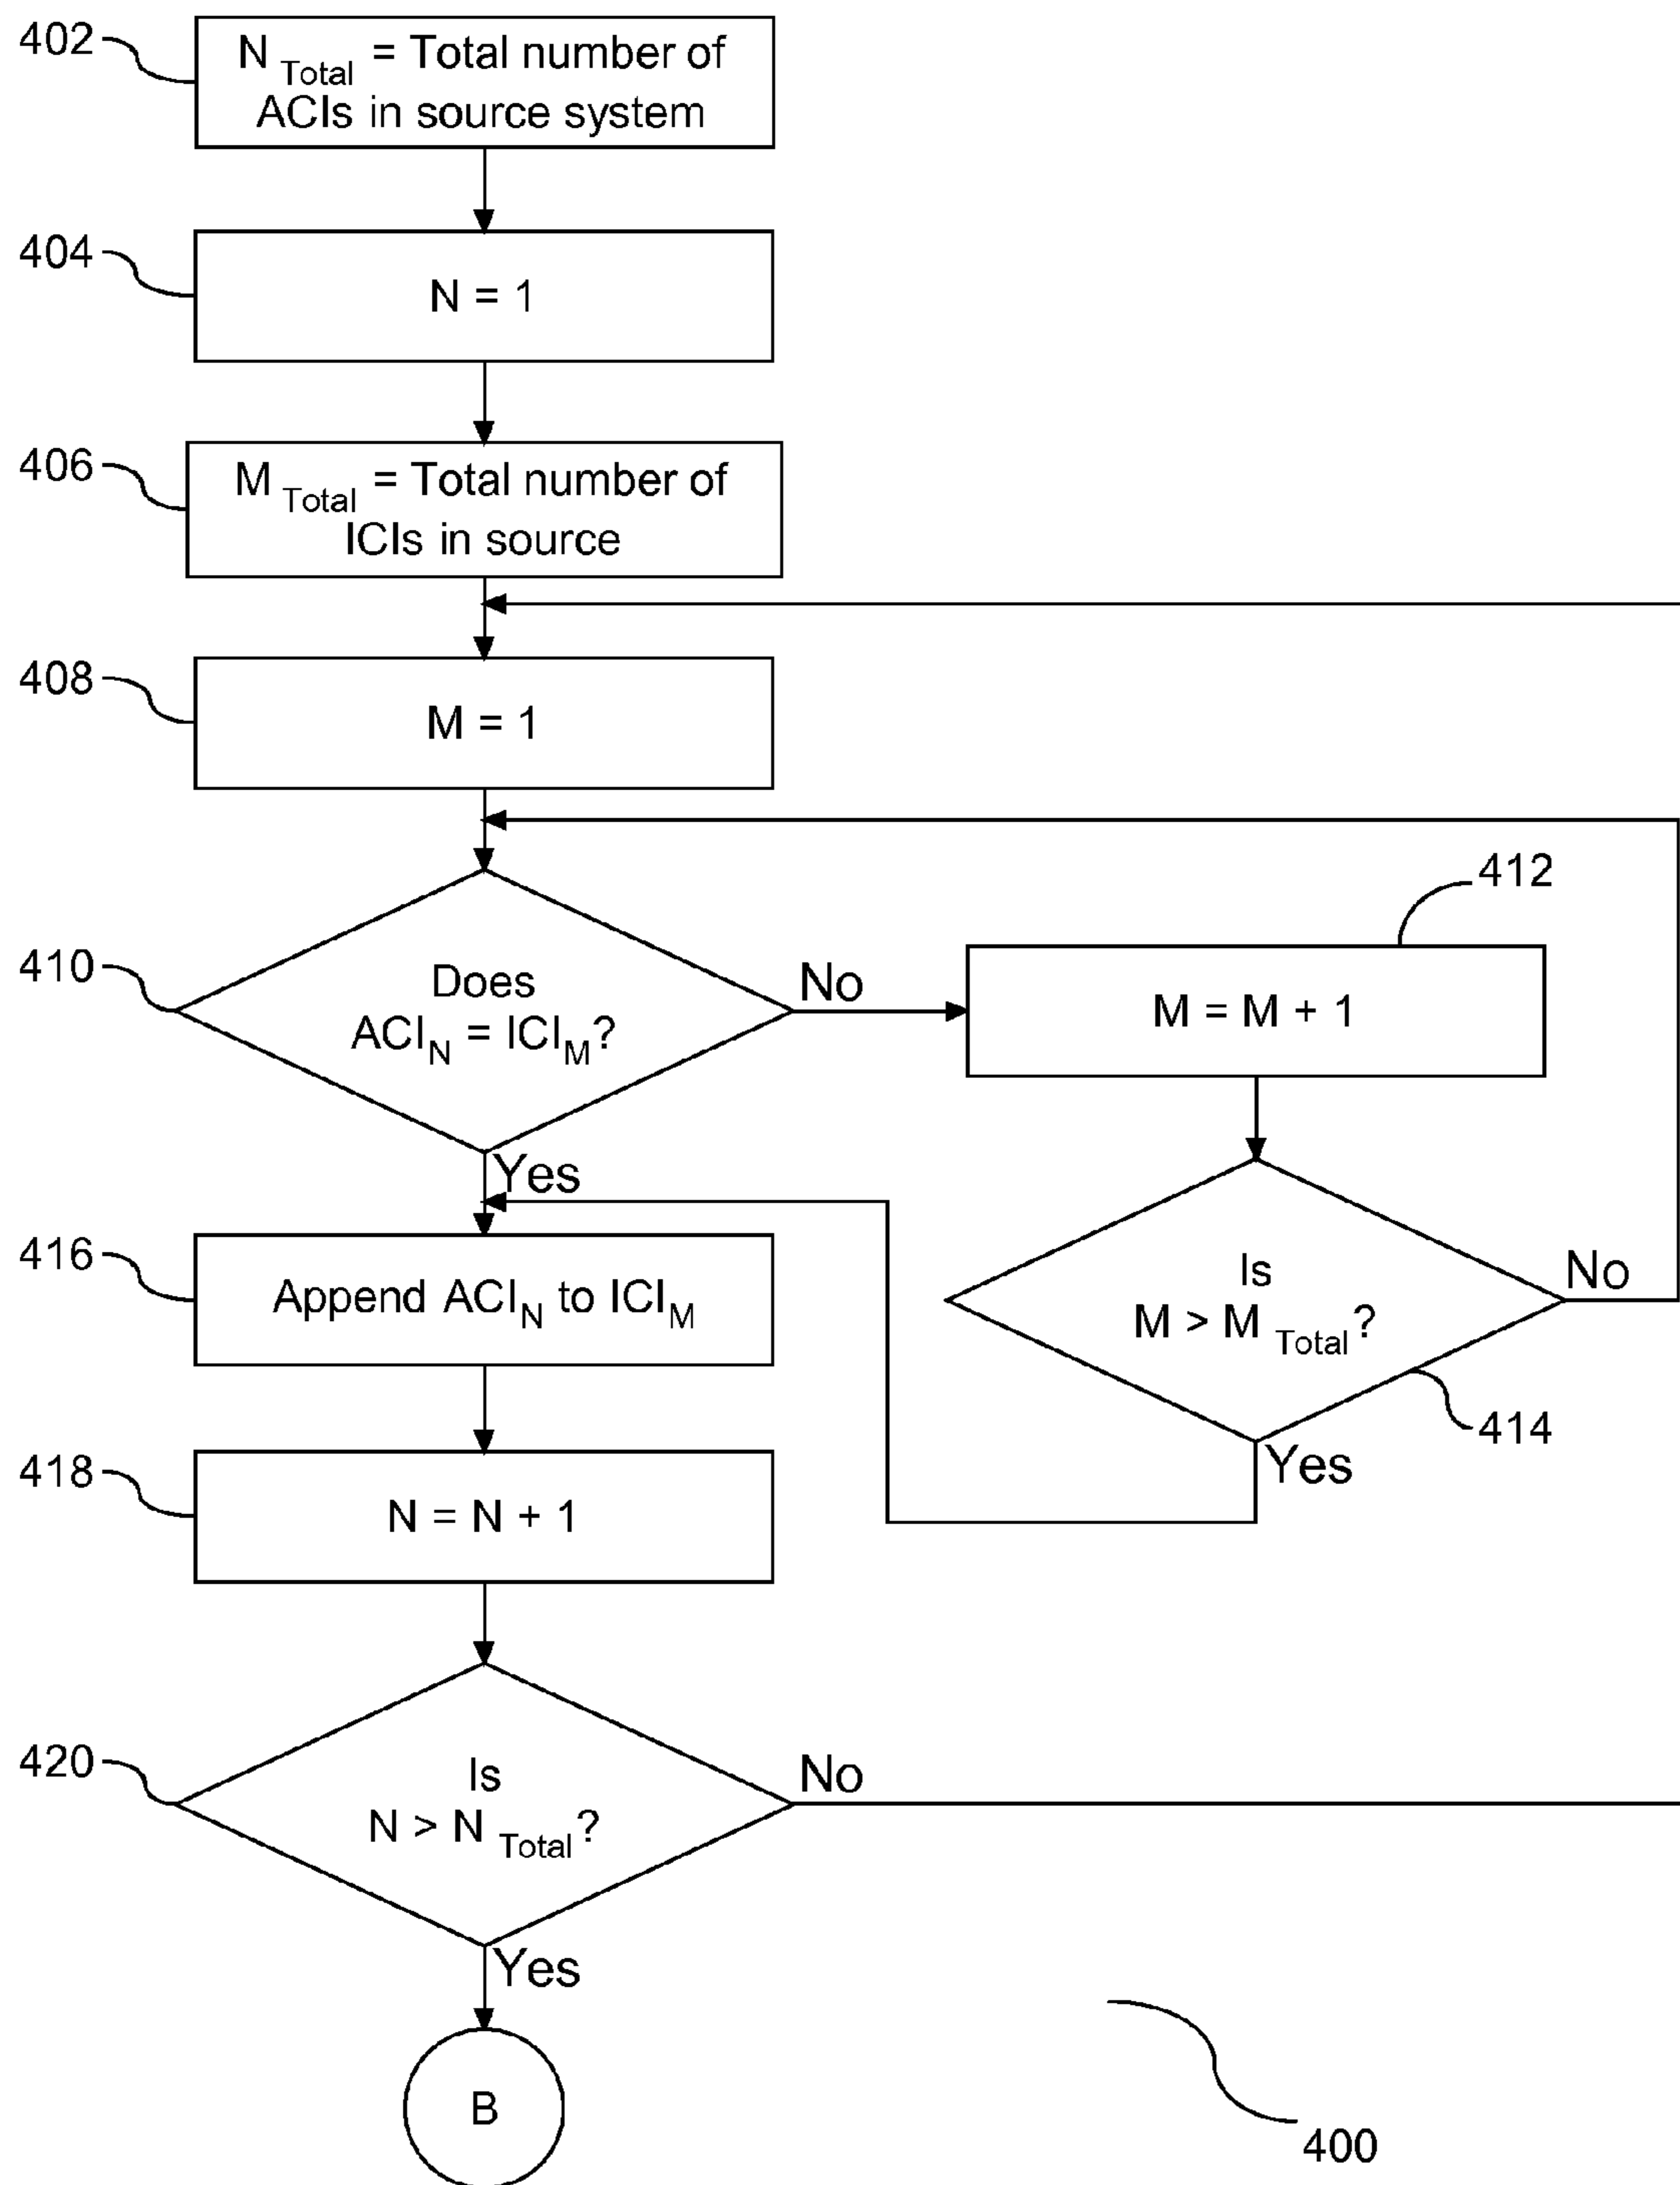 402
N Total = Total number of
ACIs in source system
404
N = 1
406
M Total = Total number of
ICIs in source
408
M = 1
410
Does
ACIN = ICIM?
No
412
M = M + 1
Yes
416
Append ACIN to ICIM
Is
M > M Total?
No
414
Yes
418
N = N + 1
420
Is
N > N Total?
No
Yes
B
400